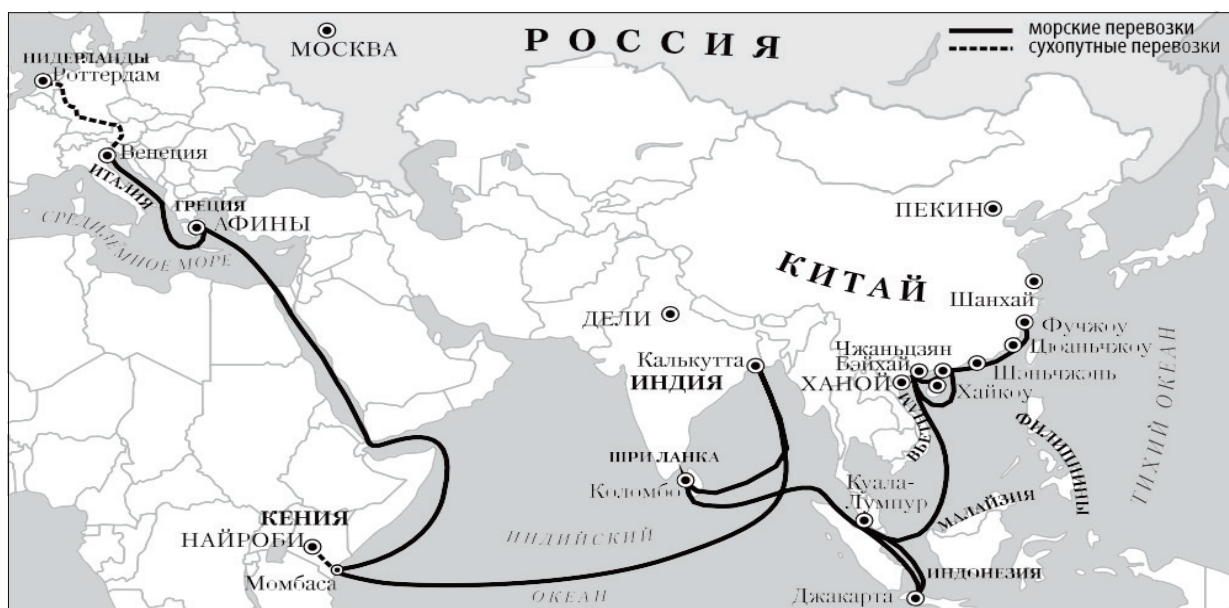 МОСКВА
РОССИЯ
морские перевозки
сухопутные перевозки
НИДЕРЛАНДЫ
Роттердам
Венеция
ИТАЛИЯ
ГРЕЦИЯ
АФИНЫ
СРЕДИЗЕМНОЕ МОРЕ
ПЕКИН
КИТАЙ
Шанхай
ДЕЛИ
Фучжоу
Цюаньчжоу
Калькутта
ИНДИЯ
Чжаньцзян
Бэйхай
Шэньчжэнь
ХАНОЙ
Хайкоу
ВЬЕТНАМ
ФИЛИППИНЫ
ТИХИЙ ОКЕАН
ШРИ ЛАНКА
Коломбо
Куала-
Лумпур
МАЛАЙЗИЯ
КЕНИЯ
НАЙРОБИ
ИНДИЙСКИЙ
Момбаса
ОКЕАН
ИНДОНЕЗИЯ
Джакарта